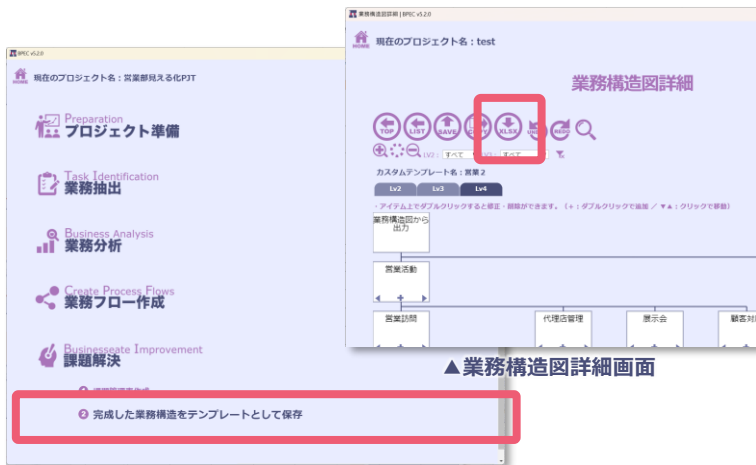 BPEC v5.2.0
HOME
現在のプロジェクト名：営業部見える化PJT
Preparation
プロジェクト準備
Task Identification
業務抽出
Business Analysis
業務分析
Create Process Flows
業務フロー作成
Businesseate Improvement
課題解決
2 完成した業務構造をテンプレートとして保存
業務構造図詳細 | BPEC v5.2.0
HOME
現在のプロジェクト名：test
業務構造図詳細
TOP LIST SAVE COPY XLSX UNDO REDO
LV2： すべて すべて
カスタムテンプレート名：営業２
Lv2 Lv3 Lv4
・アイテム上でダブルクリックすると修正・削除ができます。（+：ダブルクリックで追加 ／ ▼▲：クリックで移動）
業務構造図から
出力
営業活動
営業訪問 代理店管理 展示会 顧客対
▲業務構造図詳細画面